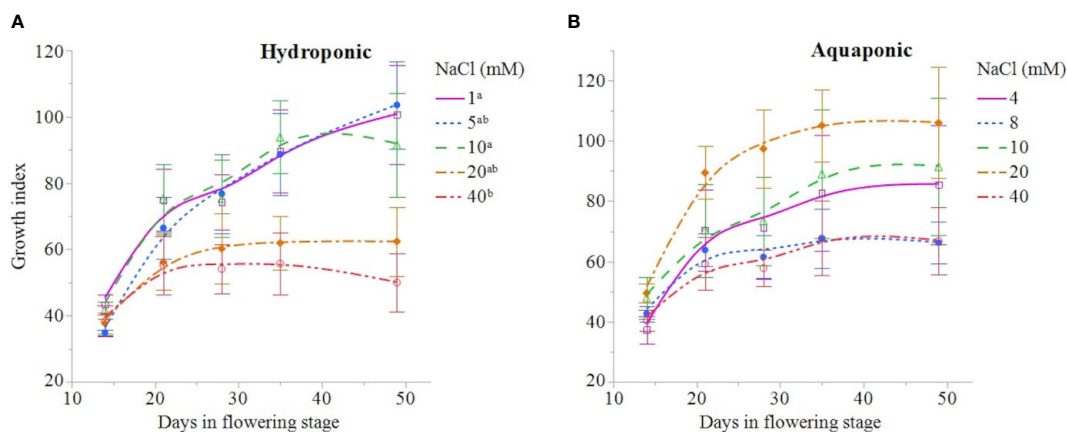 A
Hydroponic
120
100
80
60
40
20
Growth index
10
20
30
40
50
Days in flowering stage
NaCl (mM)
1ᵃ
5ᵃᵇ
10ᵃ
20ᵃᵇ
40ᵇ
B
Aquaponic
120
100
80
60
40
20
10
20
30
40
50
Days in flowering stage
NaCl (mM)
4
8
10
20
40